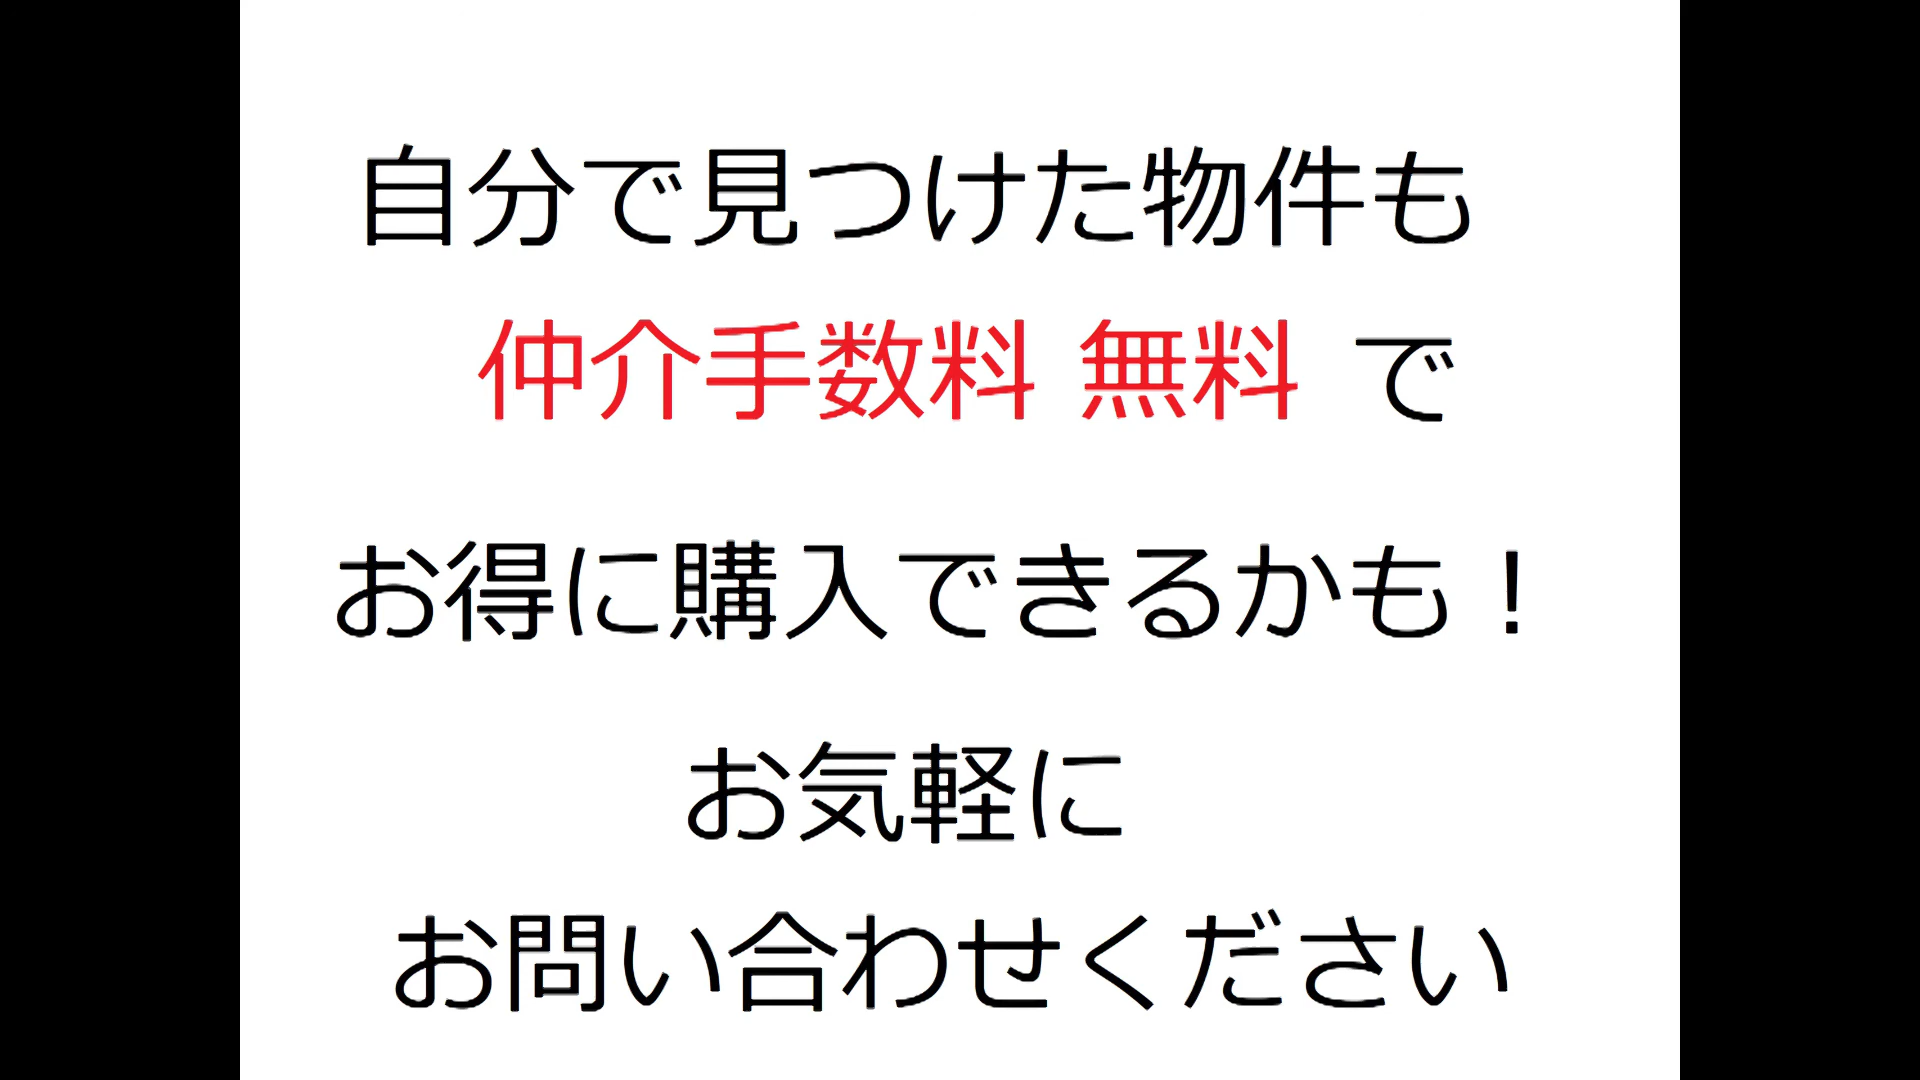 自分で見つけた物件も
仲介手数料 無料 で
お得に購入できるかも！
お気軽に
お問い合わせください